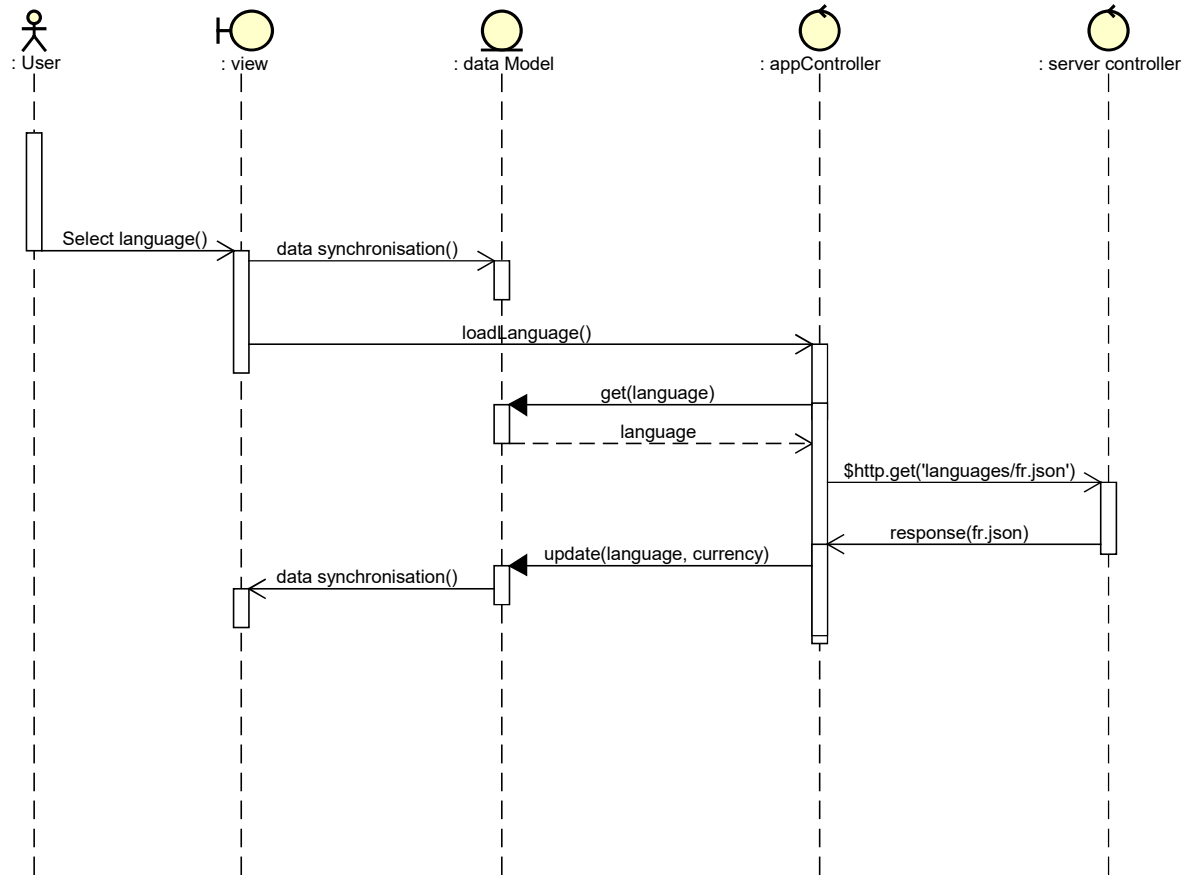 : User
: view
: data Model
: appController
: server controller
Select language()
data synchronisation()
loadLanguage()
get(language)
language
$http.get('languages/fr.json')
response(fr.json)
update(language, currency)
data synchronisation()